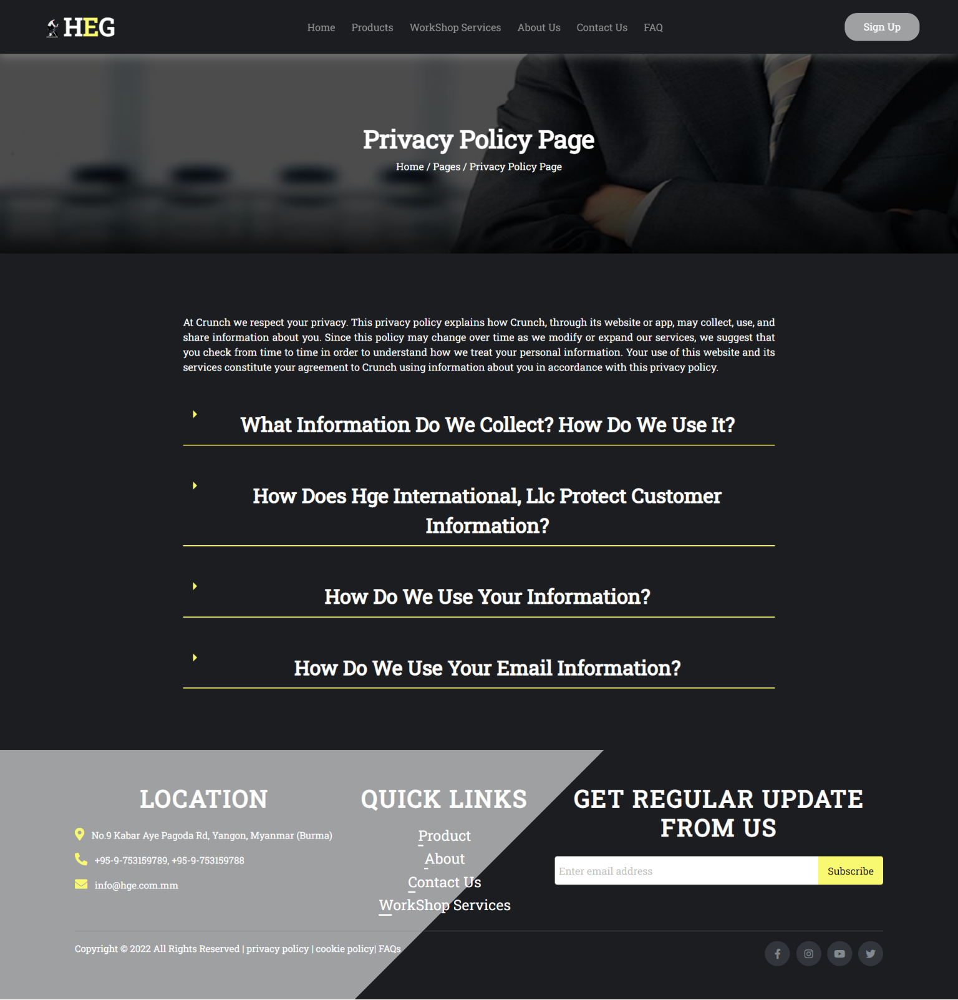 HEG
Home Products WorkShop Services About Us Contact Us FAQ
Sign Up
Privacy Policy Page
Home / Pages / Privacy Policy Page
At Crunch we respect your privacy. This privacy policy explains how Crunch, through its website or app, may collect, use, and
share information about you. Since this policy may change over time as we modify or expand our services, we suggest that
you check from time to time in order to understand how we treat your personal information. Your use of this website and its
services constitute your agreement to Crunch using information about you in accordance with this privacy policy.
What Information Do We Collect? How Do We Use It?
How Does Hge International, Llc Protect Customer
Information?
How Do We Use Your Information?
How Do We Use Your Email Information?
LOCATION
No.9 Kabar Aye Pagoda Rd, Yangon, Myanmar (Burma)
+95-9-753159789, +95-9-753159788
info@hge.com.mm
QUICK LINKS
Product
About
Contact Us
WorkShop Services
GET REGULAR UPDATE
FROM US
Enter email address
Subscribe
Copyright © 2022 All Rights Reserved | privacy policy | cookie policy| FAQs